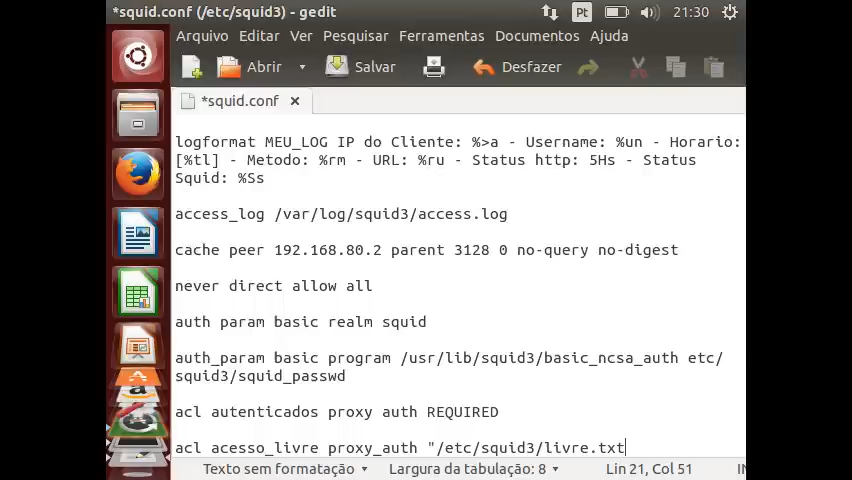 *squid.conf (/etc/squid3) - gedit
Pt
21:30
Arquivo Editar Ver Pesquisar Ferramentas Documentos Ajuda
Abrir Salvar Desfazer
*squid.conf ×
logformat MEU_LOG IP do Cliente: %>a - Username: %un - Horario:
[%tl] - Metodo: %rm - URL: %ru - Status http: 5Hs - Status
Squid: %Ss
access_log /var/log/squid3/access.log
cache peer 192.168.80.2 parent 3128 0 no-query no-digest
never direct allow all
auth param basic realm squid
auth_param basic program /usr/lib/squid3/basic_ncsa_auth etc/
squid3/squid_passwd
acl autenticados proxy auth REQUIRED
acl acesso_livre proxy_auth "/etc/squid3/livre.txt
Texto sem formatação Largura da tabulação: 8 Lin 21, Col 51 IN